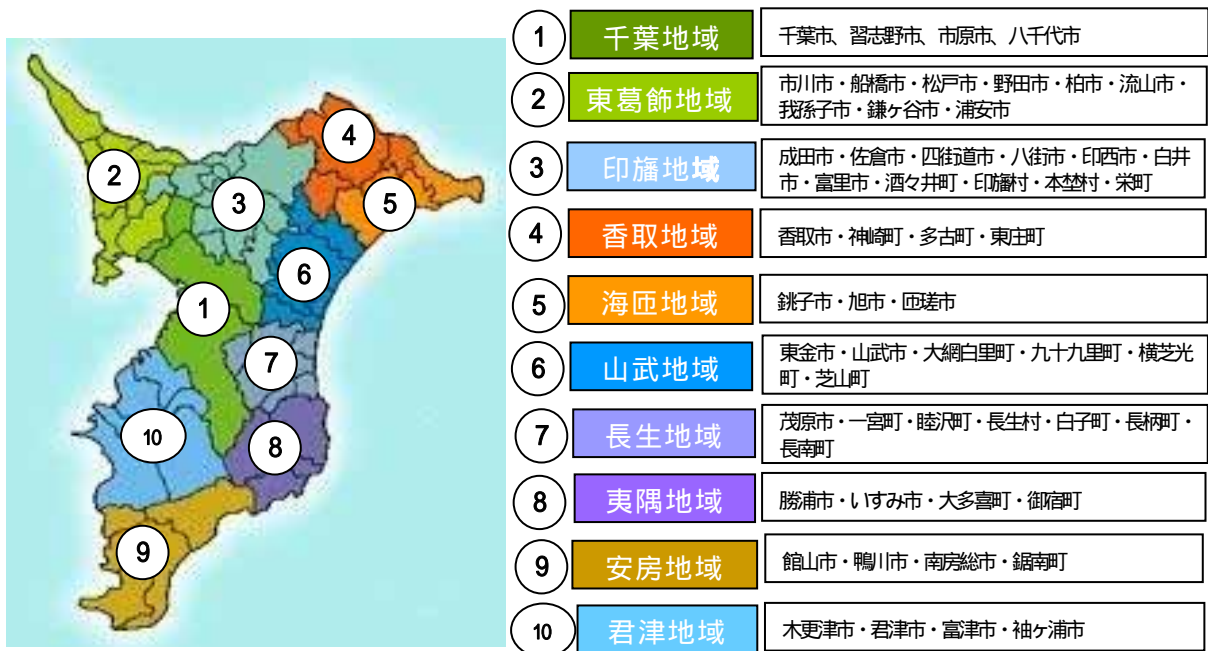 2
4
3
5
6
1
7
10
8
9
1 千葉地域 千葉市、習志野市、市原市、八千代市
2 東葛飾地域 市川市・船橋市・松戸市・野田市・柏市・流山市・
我孫子市・鎌ヶ谷市・浦安市
3 印旛地域 成田市・佐倉市・四街道市・八街市・印西市・白井
市・富里市・酒々井町・印旛村・本埜村・栄町
4 香取地域 香取市・神崎町・多古町・東庄町
5 海匝地域 銚子市・旭市・匝瑳市
6 山武地域 東金市・山武市・大網白里町・九十九里町・横芝光
町・芝山町
7 長生地域 茂原市・一宮町・睦沢町・長生村・白子町・長柄町・
長南町
8 夷隅地域 勝浦市・いすみ市・大多喜町・御宿町
9 安房地域 館山市・鴨川市・南房総市・鋸南町
10 君津地域 木更津市・君津市・富津市・袖ヶ浦市